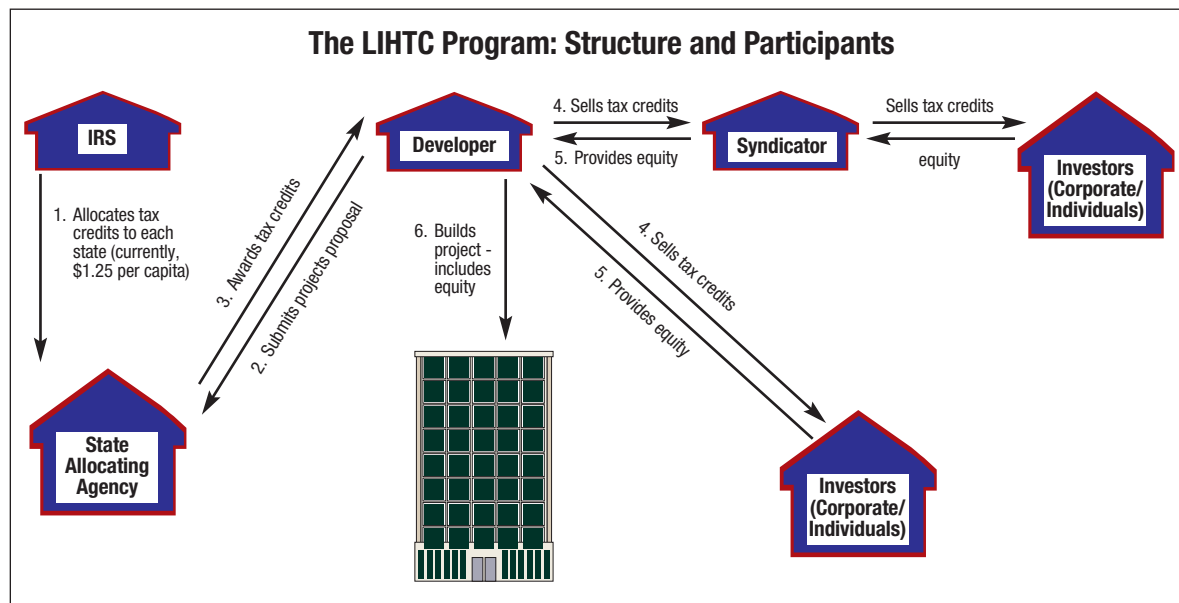 The LIHTC Program: Structure and Participants
IRS
1. Allocates tax
credits to each
state (currently,
$1.25 per capita)
State
Allocating
Agency
3. Awards tax credits
2. Submits projects proposal
Developer
4. Sells tax credits
5. Provides equity
Syndicator
Sells tax credits
equity
Investors
(Corporate/
Individuals)
6. Builds
project -
includes
equity
4. Sells tax credits
5. Provides equity
Investors
(Corporate/
Individuals)